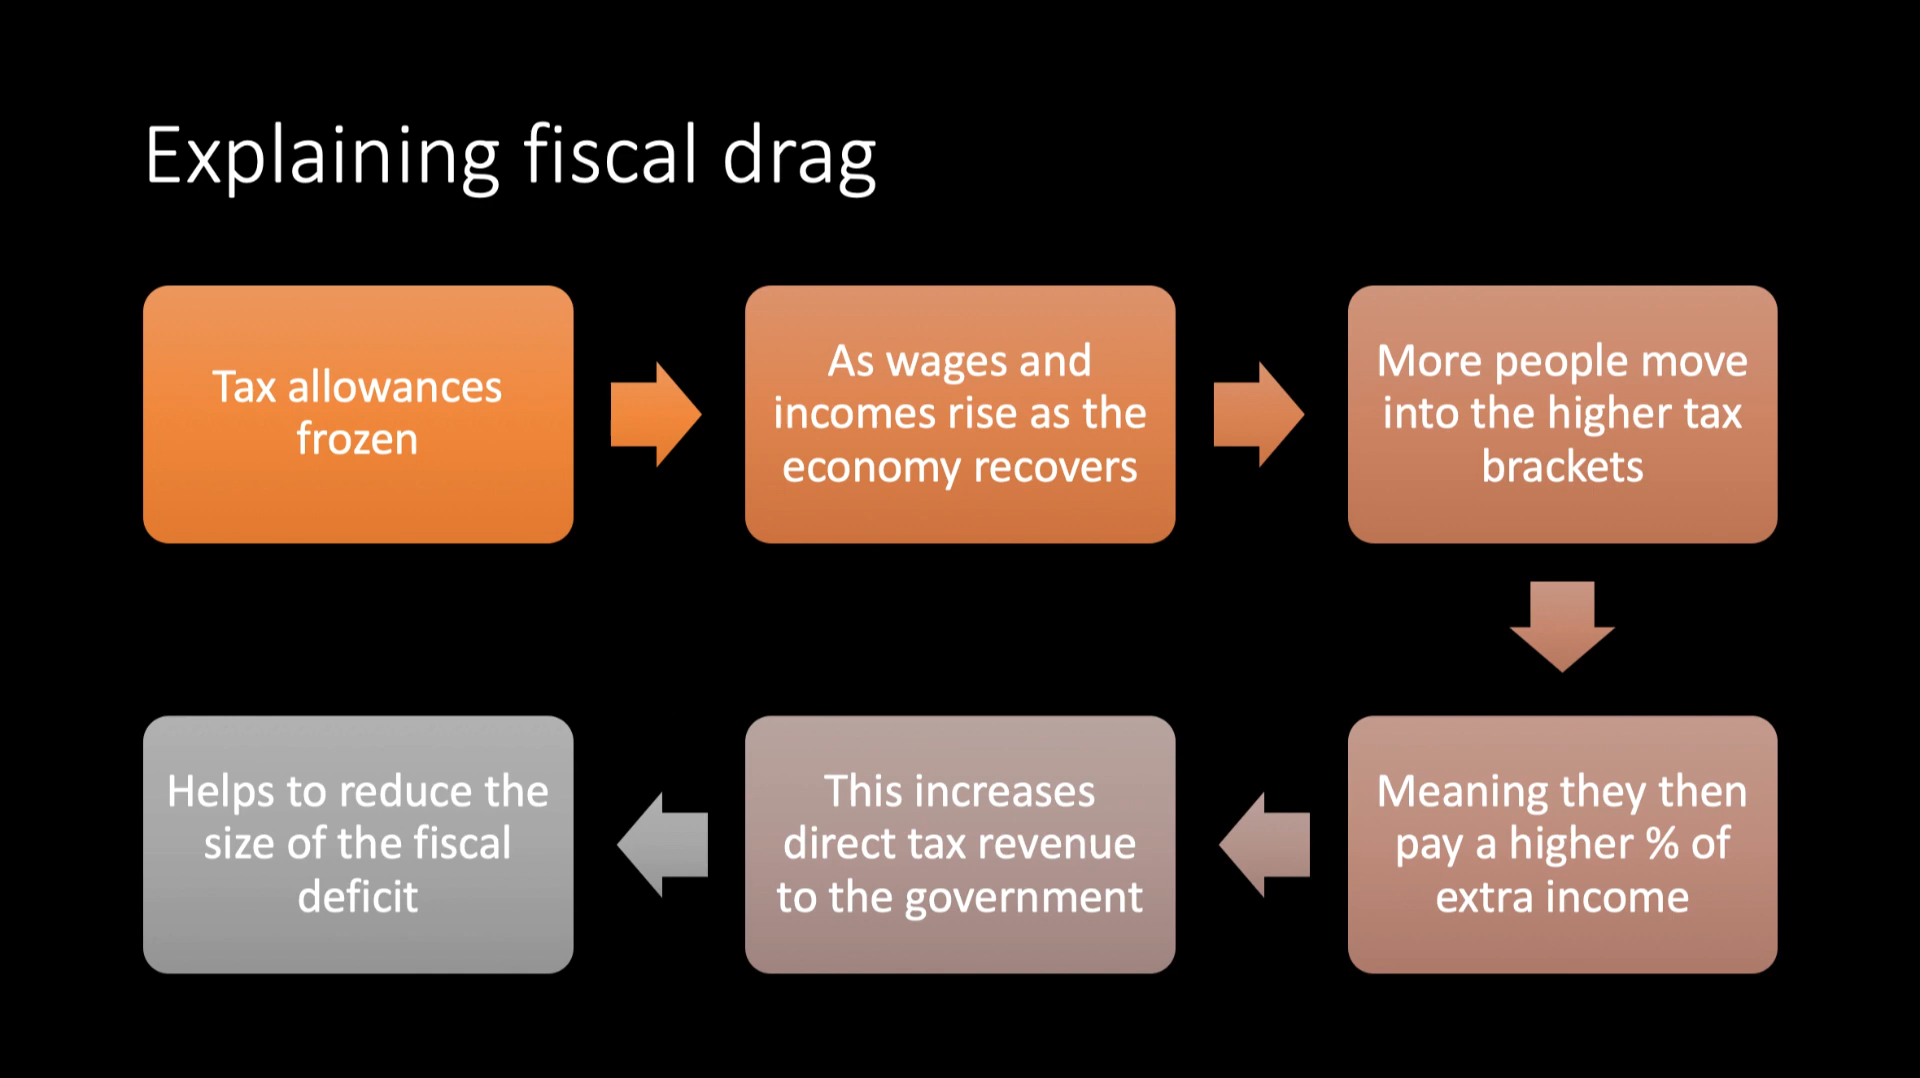 Explaining fiscal drag
Tax allowances
frozen
As wages and
incomes rise as the
economy recovers
More people move
into the higher tax
brackets
Meaning they then
pay a higher % of
extra income
This increases
direct tax revenue
to the government
Helps to reduce the
size of the fiscal
deficit